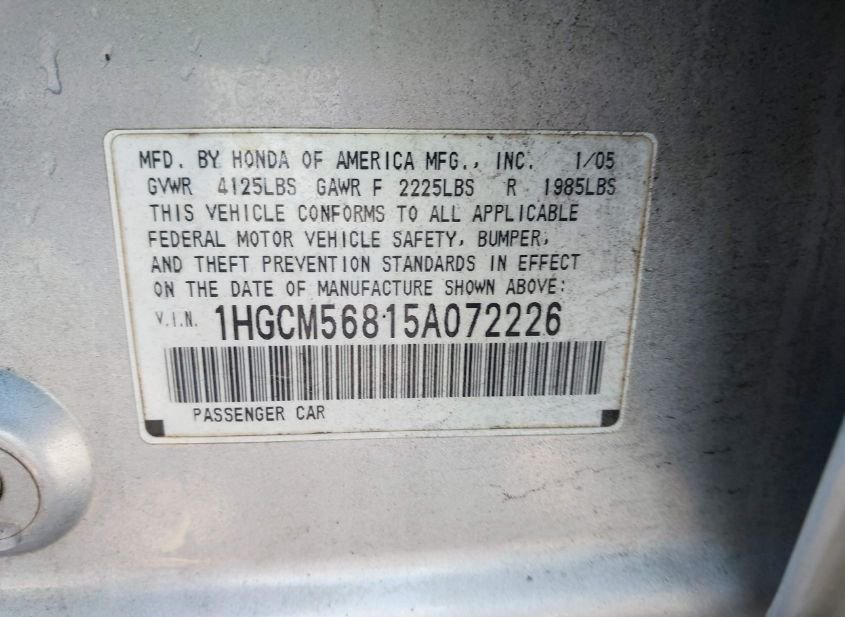 MFD. BY HONDA OF AMERICA MFG., INC. 1/05
GVWR 4125LBS GAWR F 2225LBS R 1985LBS
THIS VEHICLE CONFORMS TO ALL APPLICABLE
FEDERAL MOTOR VEHICLE SAFETY, BUMPER,
AND THEFT PREVENTION STANDARDS IN EFFECT
ON THE DATE OF MANUFACTURE SHOWN ABOVE:
V.I.N. 1HGCM56815A072226
PASSENGER CAR